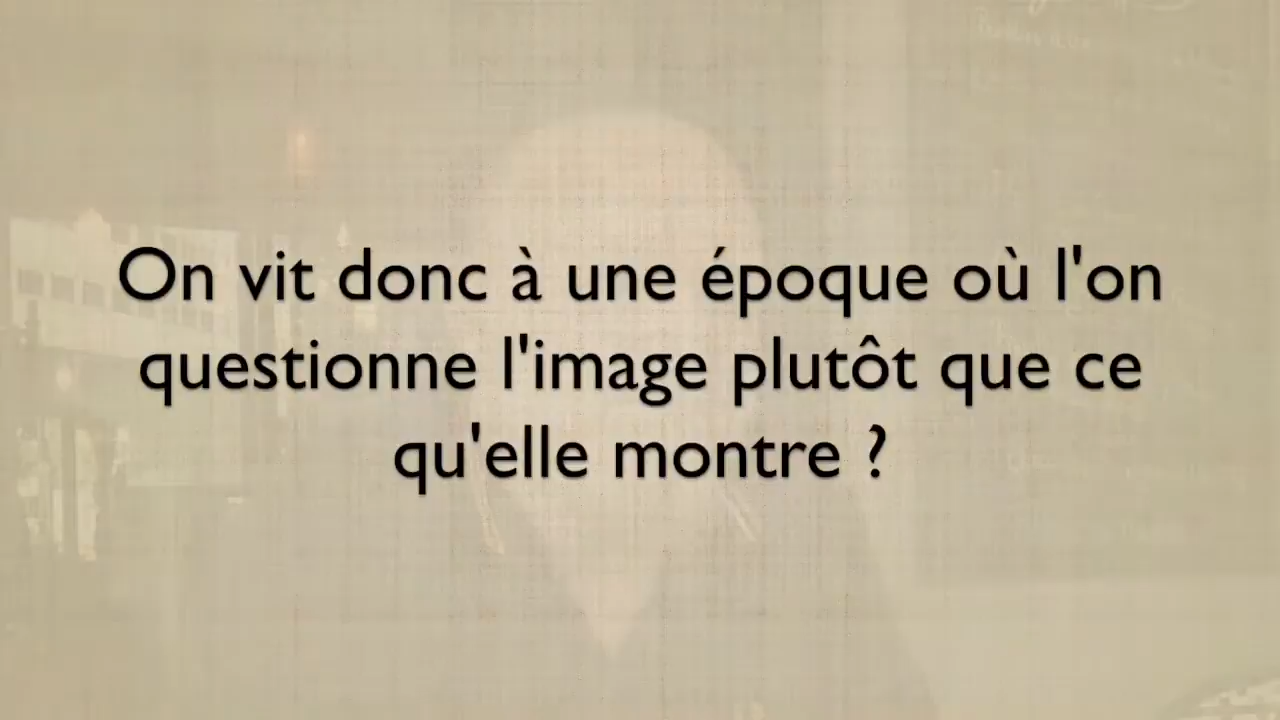 On vit donc à une époque où l'on
questionne l'image plutôt que ce
qu'elle montre ?